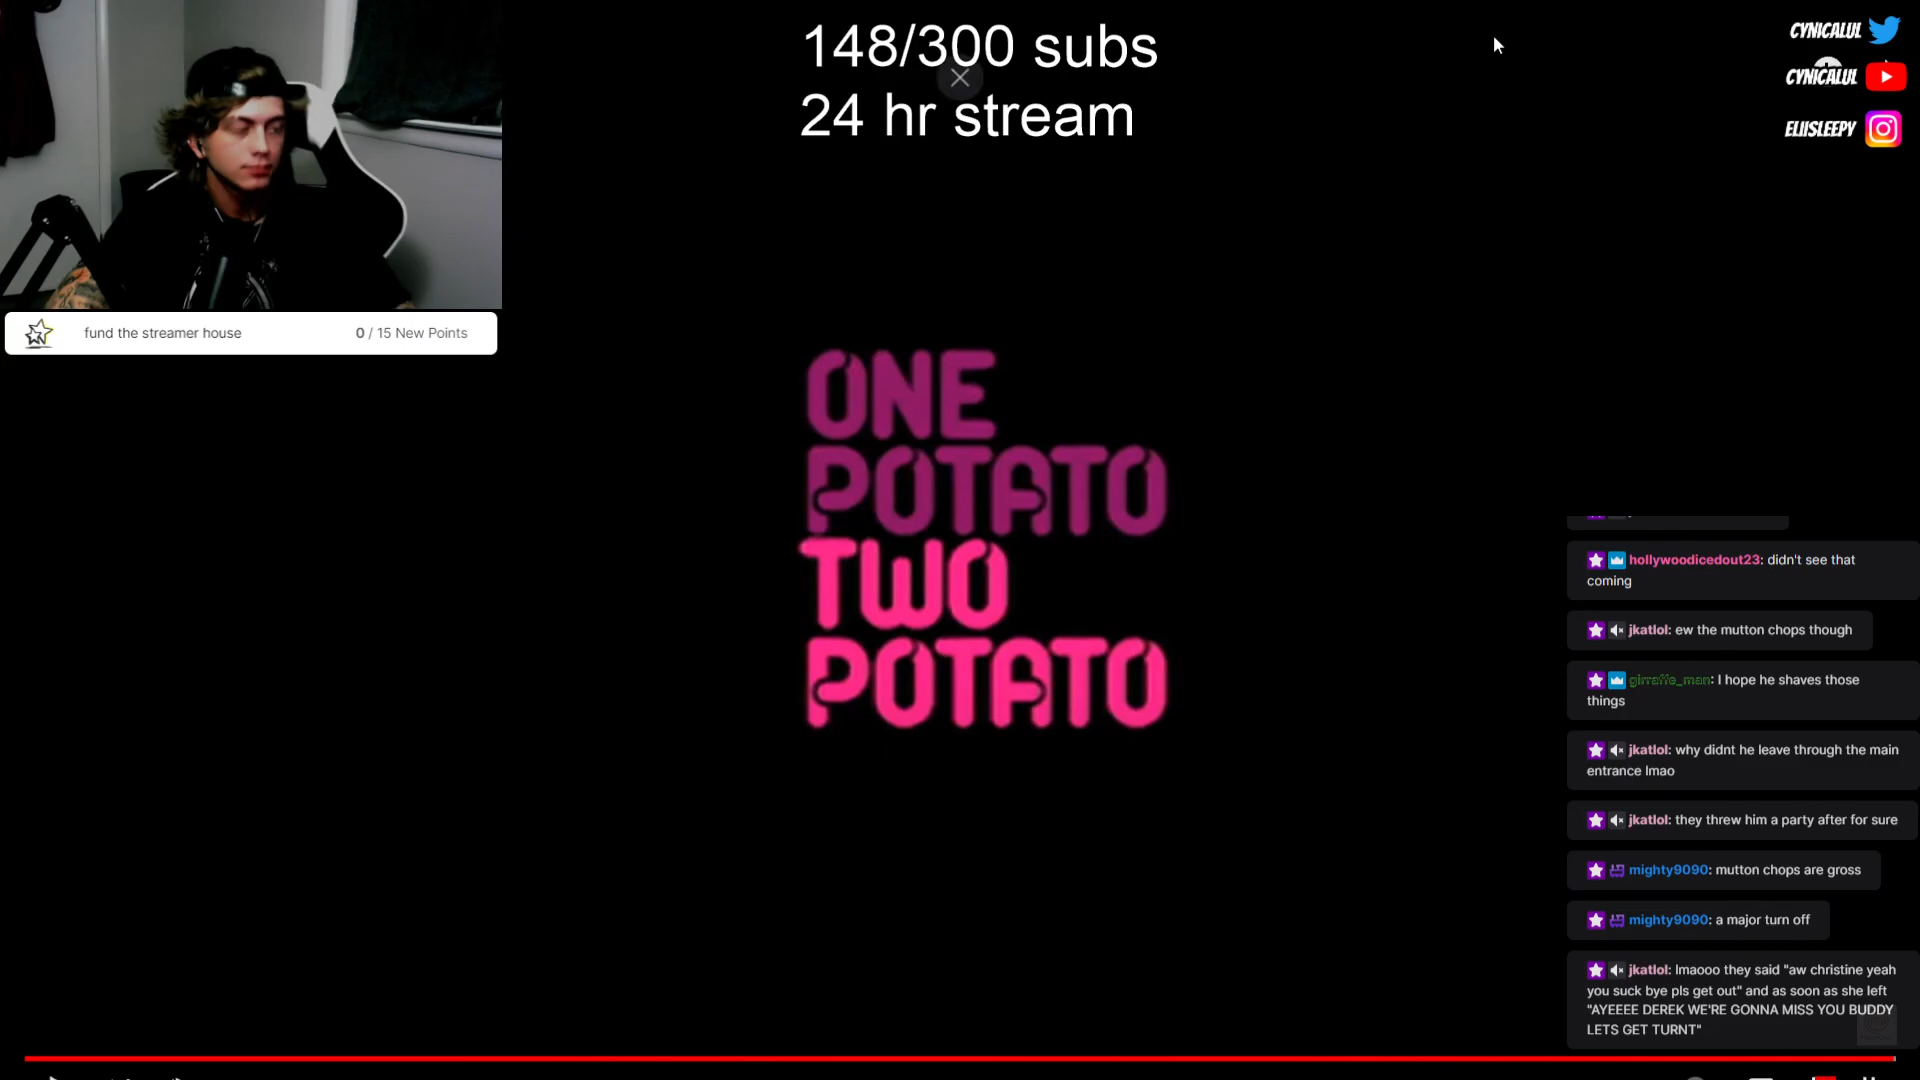 148/300 subs
24 hr stream
CYNICALUL
CYNICALUL
ELIISLEEPY
fund the streamer house
0 / 15 New Points
ONE
POTATO
TWO
POTATO
hollywoodicedout23: didn't see that
coming
jkatlol: ew the mutton chops though
girraffe_man: I hope he shaves those
things
jkatlol: why didnt he leave through the main
entrance lmao
jkatlol: they threw him a party after for sure
mighty9090: mutton chops are gross
mighty9090: a major turn off
jkatlol: lmaooo they said "aw christine yeah
you suck bye pls get out" and as soon as she left
"AYEEEE DEREK WE'RE GONNA MISS YOU BUDDY
LETS GET TURNT"